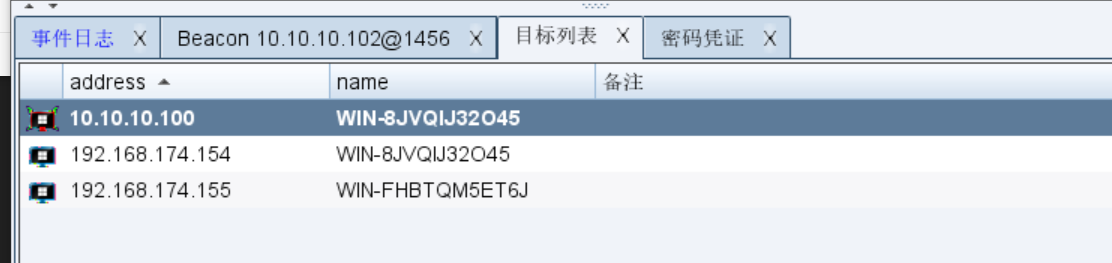 事件日志 X Beacon 10.10.10.102@1456 X 目标列表 X 密码凭证 X
address name 备注
10.10.10.100 WIN-8JVQIJ32O45
192.168.174.154 WIN-8JVQIJ32O45
192.168.174.155 WIN-FHBTQM5ET6J